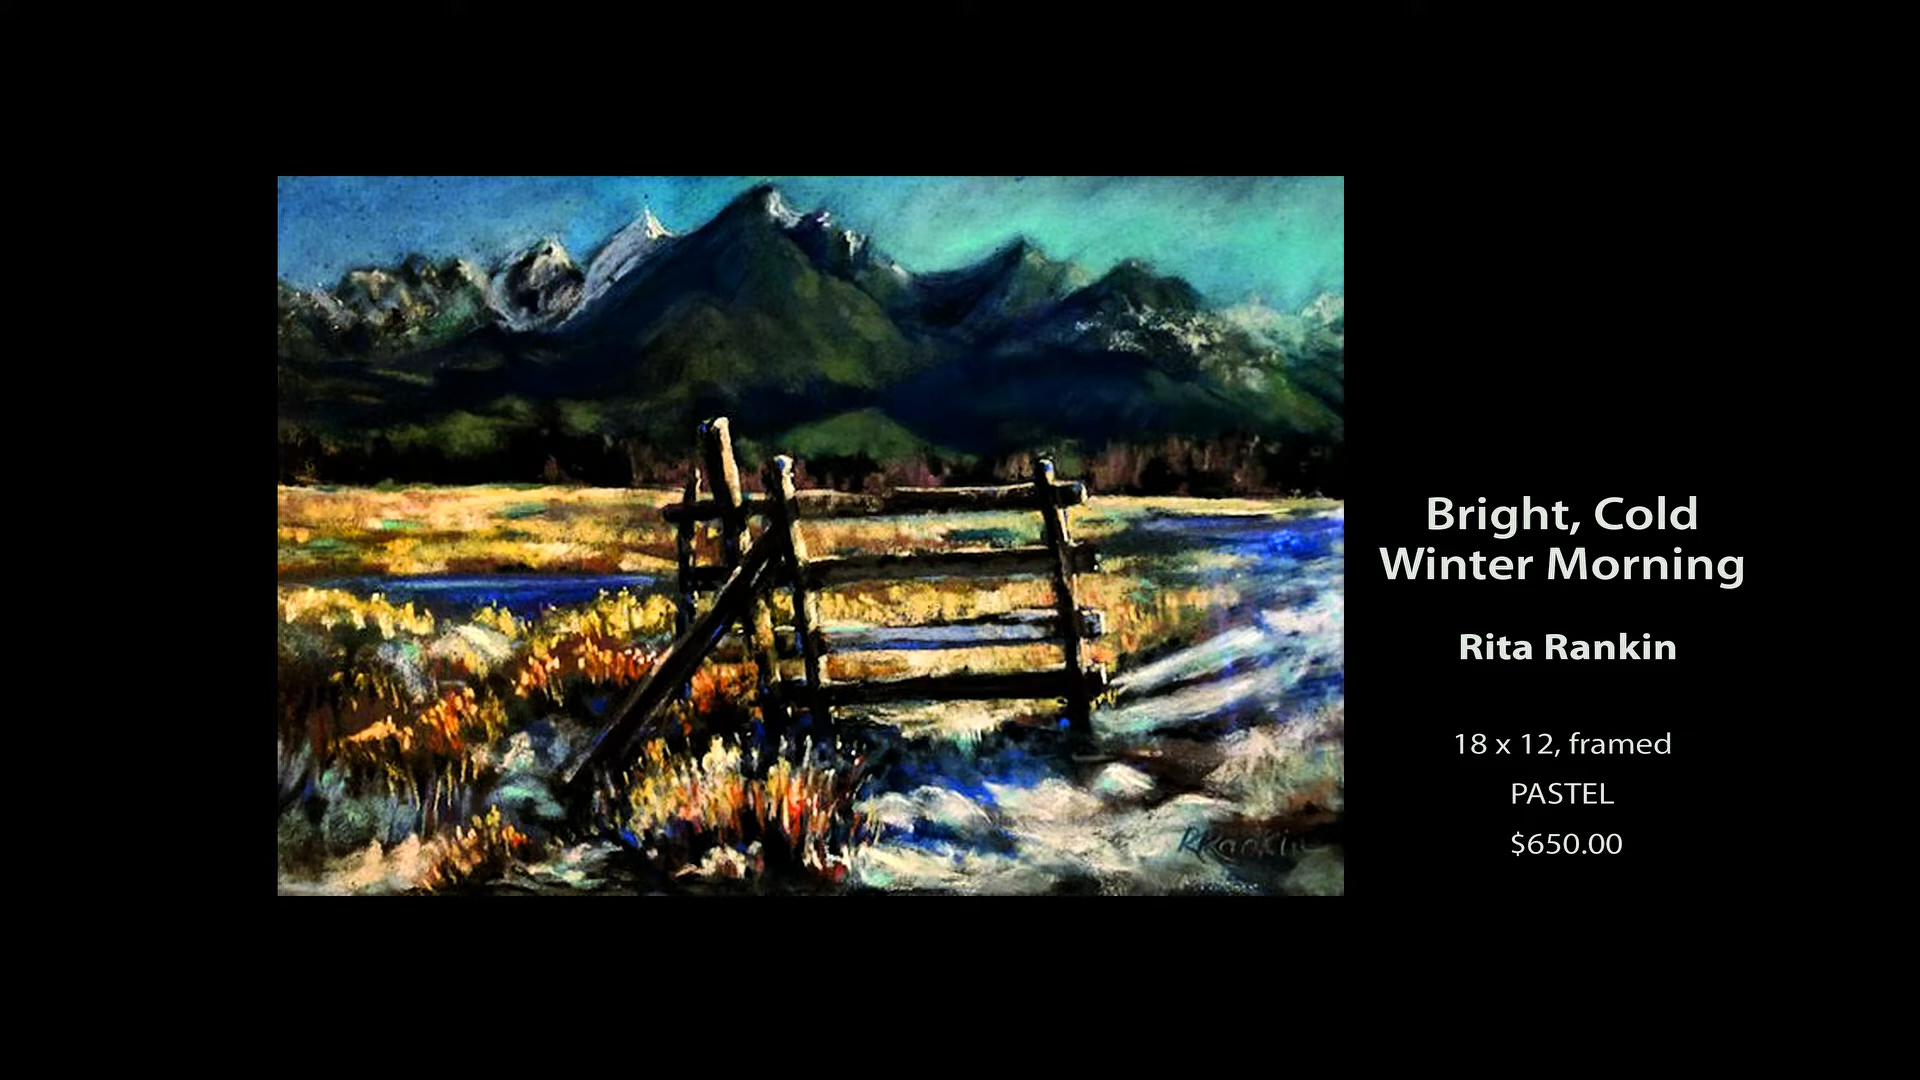 Bright, Cold
Winter Morning
Rita Rankin
18 x 12, framed
PASTEL
$650.00
RRankin